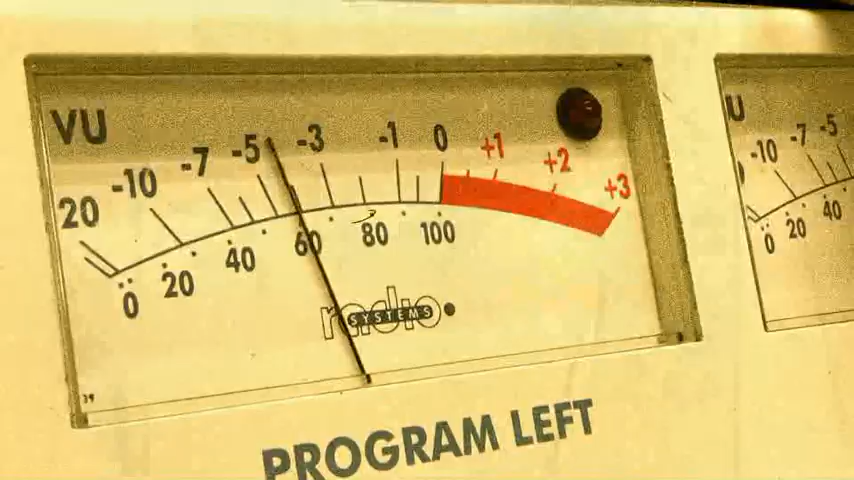 VU
20 -10 -7 -5 -3 -1 0 +1 +2 +3
0 20 40 60 80 100
radio
SYSTEMS
PROGRAM LEFT
U
-10 -7 -5
0 20 40